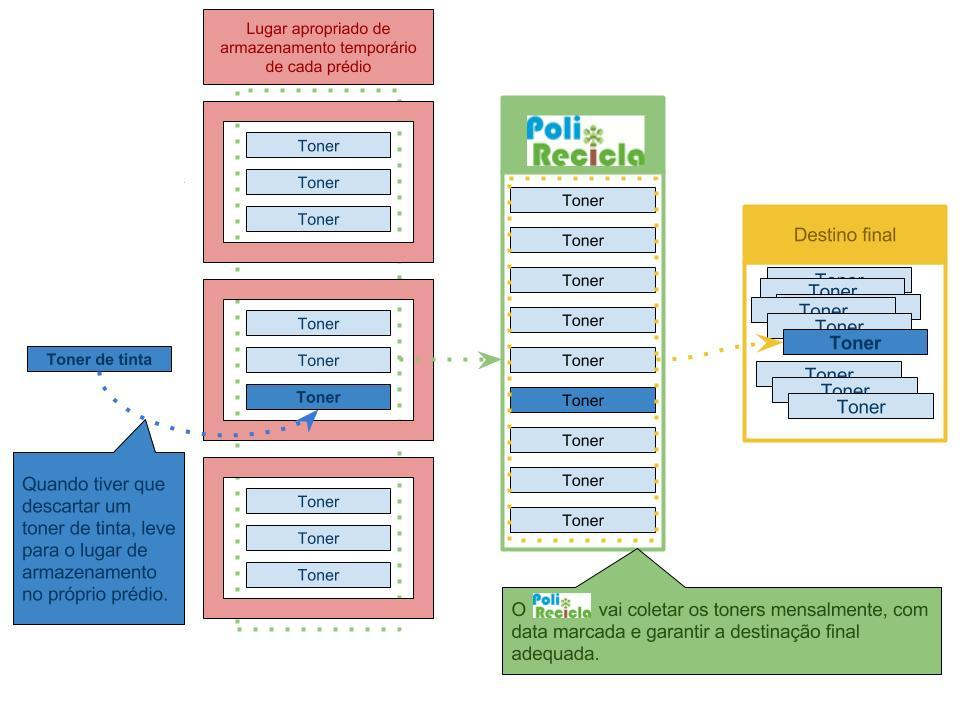 Lugar apropriado de
armazenamento temporário
de cada prédio
Toner
Toner
Toner
Toner
Toner
Toner
Toner
Toner
Toner
Toner de tinta
Quando tiver que
descartar um
toner de tinta, leve
para o lugar de
armazenamento
no próprio prédio.
Poli
Recicla
Toner
Toner
Toner
Toner
Toner
Toner
Toner
Toner
Toner
O Poli Recicla vai coletar os toners mensalmente, com
data marcada e garantir a destinação final
adequada.
Destino final
Toner
Toner
Toner
Toner
Toner
Toner
Toner
Toner